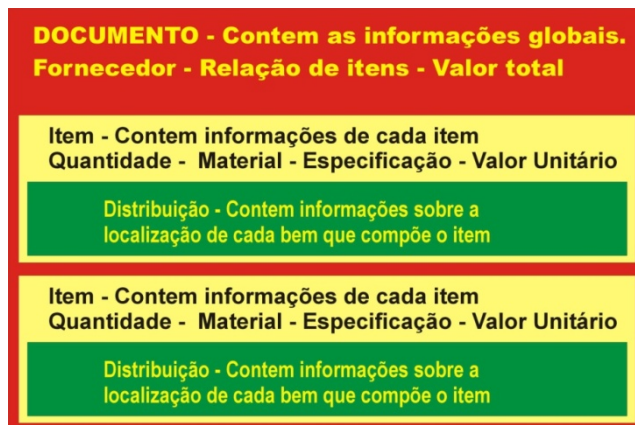 DOCUMENTO - Contem as informações globais.
Fornecedor - Relação de itens - Valor total
Item - Contem informações de cada item
Quantidade - Material - Especificação - Valor Unitário
Distribuição - Contem informações sobre a
localização de cada bem que compõe o item
Item - Contem informações de cada item
Quantidade - Material - Especificação - Valor Unitário
Distribuição - Contem informações sobre a
localização de cada bem que compõe o item